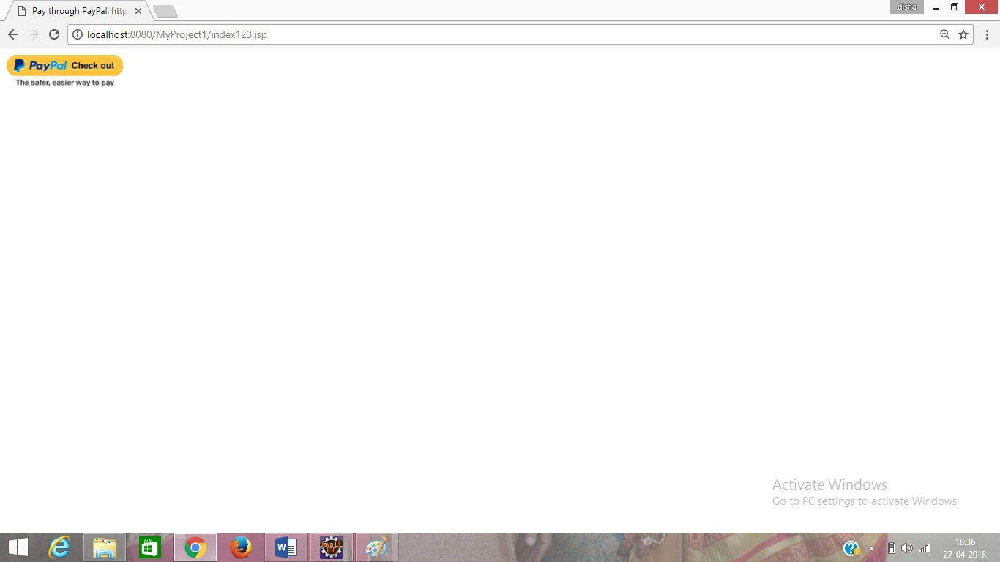 Pay through PayPal: http
disha
localhost:8080/MyProject1/index123.jsp
PayPal Check out
The safer, easier way to pay
Activate Windows
Go to PC settings to activate Windows.
Java EE
IDE
18:36
27-04-2018